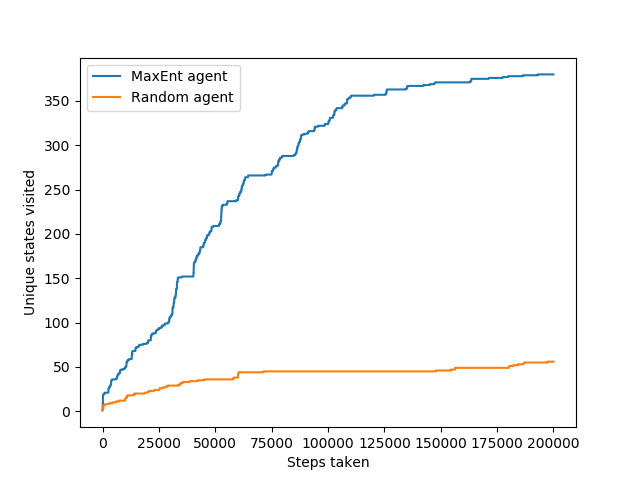 MaxEnt agent
Random agent
350
300
250
200
150
100
50
0
Unique states visited
0 25000 50000 75000 100000 125000 150000 175000 200000
Steps taken